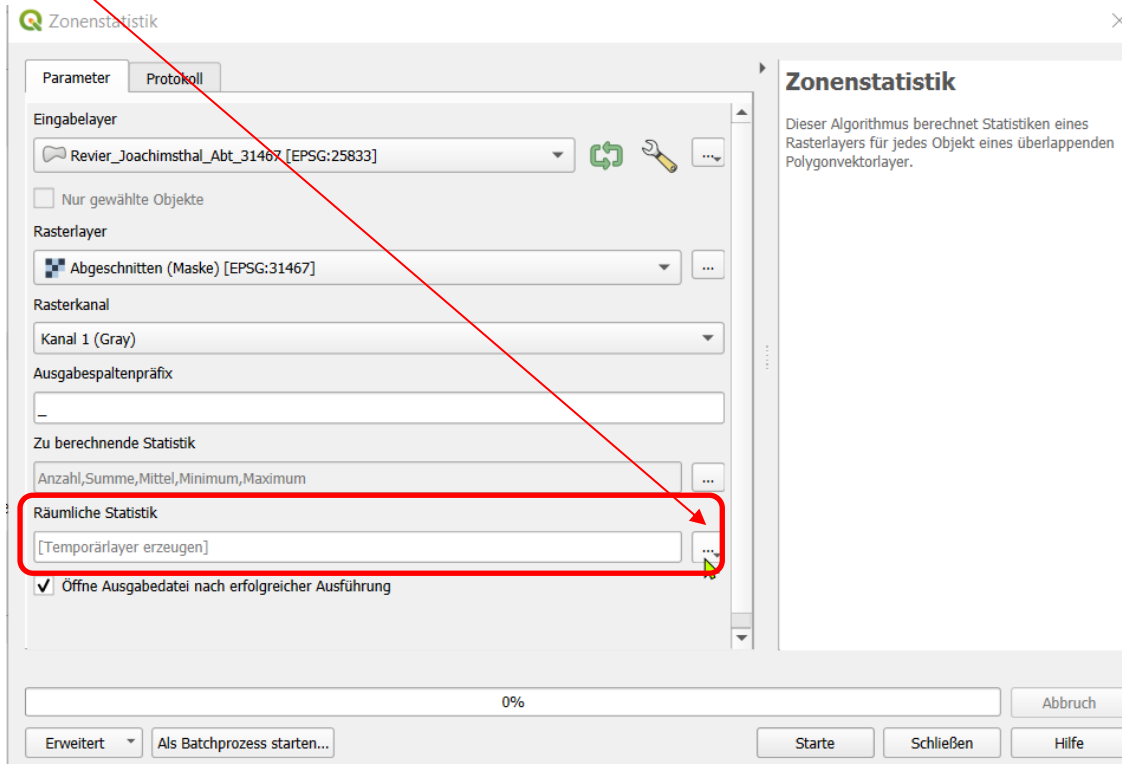 Zonenstatistik
Parameter
Protokoll
Eingabelayer
Revier_Joachimsthal_Abt_31467 [EPSG:25833]
...
Nur gewählte Objekte
Rasterlayer
Abgeschnitten (Maske) [EPSG:31467]
...
Rasterkanal
Kanal 1 (Gray)
Ausgabespaltenpräfix
_
Zu berechnende Statistik
Anzahl,Summe,Mittel,Minimum,Maximum
...
Räumliche Statistik
[Temporärlayer erzeugen]
...
Öffne Ausgabedatei nach erfolgreicher Ausführung
Zonenstatistik
Dieser Algorithmus berechnet Statistiken eines
Rasterlayers für jedes Objekt eines überlappenden
Polygonvektorlayer.
0%
Abbruch
Erweitert
Als Batchprozess starten...
Starte
Schließen
Hilfe